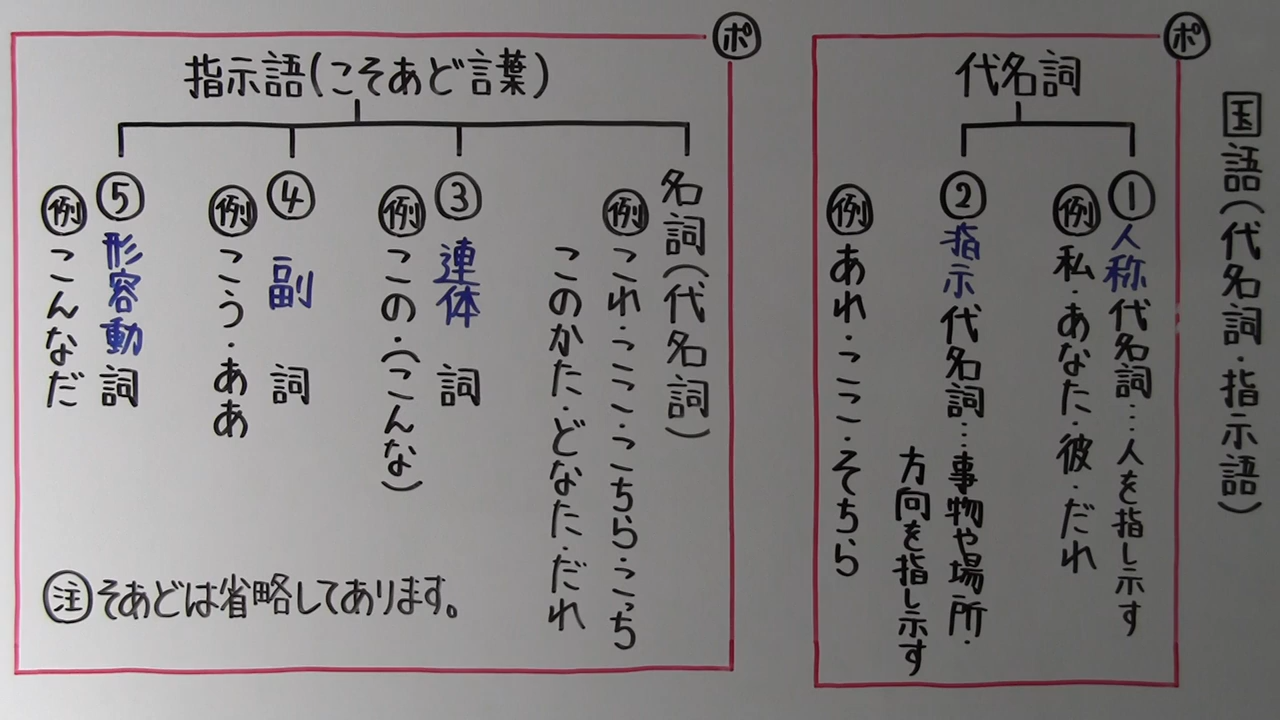 国語(代名詞・指示語)
ポ
代名詞
①人称代名詞…人を指し示す
例 私・あなた・彼・だれ
②指示代名詞…事物や場所・
方向を指し示す
例 あれ・ここ・そちら
ポ
指示語(こそあど言葉)
名詞(代名詞)
例 これ・ここ・こちら・こっち
このかた・どなた・だれ
③連体 詞
例 この・(こんな)
④副 詞
例 こう・ああ
⑤形容動詞
例 こんなだ
注 そあどは省略してあります。